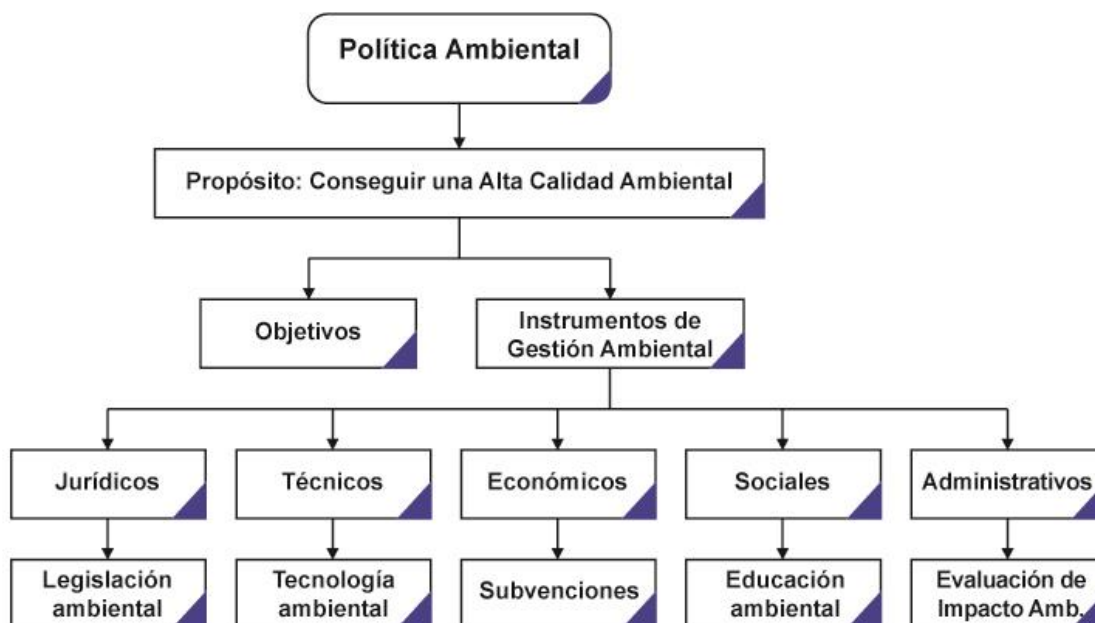 Política Ambiental
Propósito: Conseguir una Alta Calidad Ambiental
Objetivos
Instrumentos de
Gestión Ambiental
Jurídicos
Técnicos
Económicos
Sociales
Administrativos
Legislación
ambiental
Tecnología
ambiental
Subvenciones
Educación
ambiental
Evaluación de
Impacto Amb.